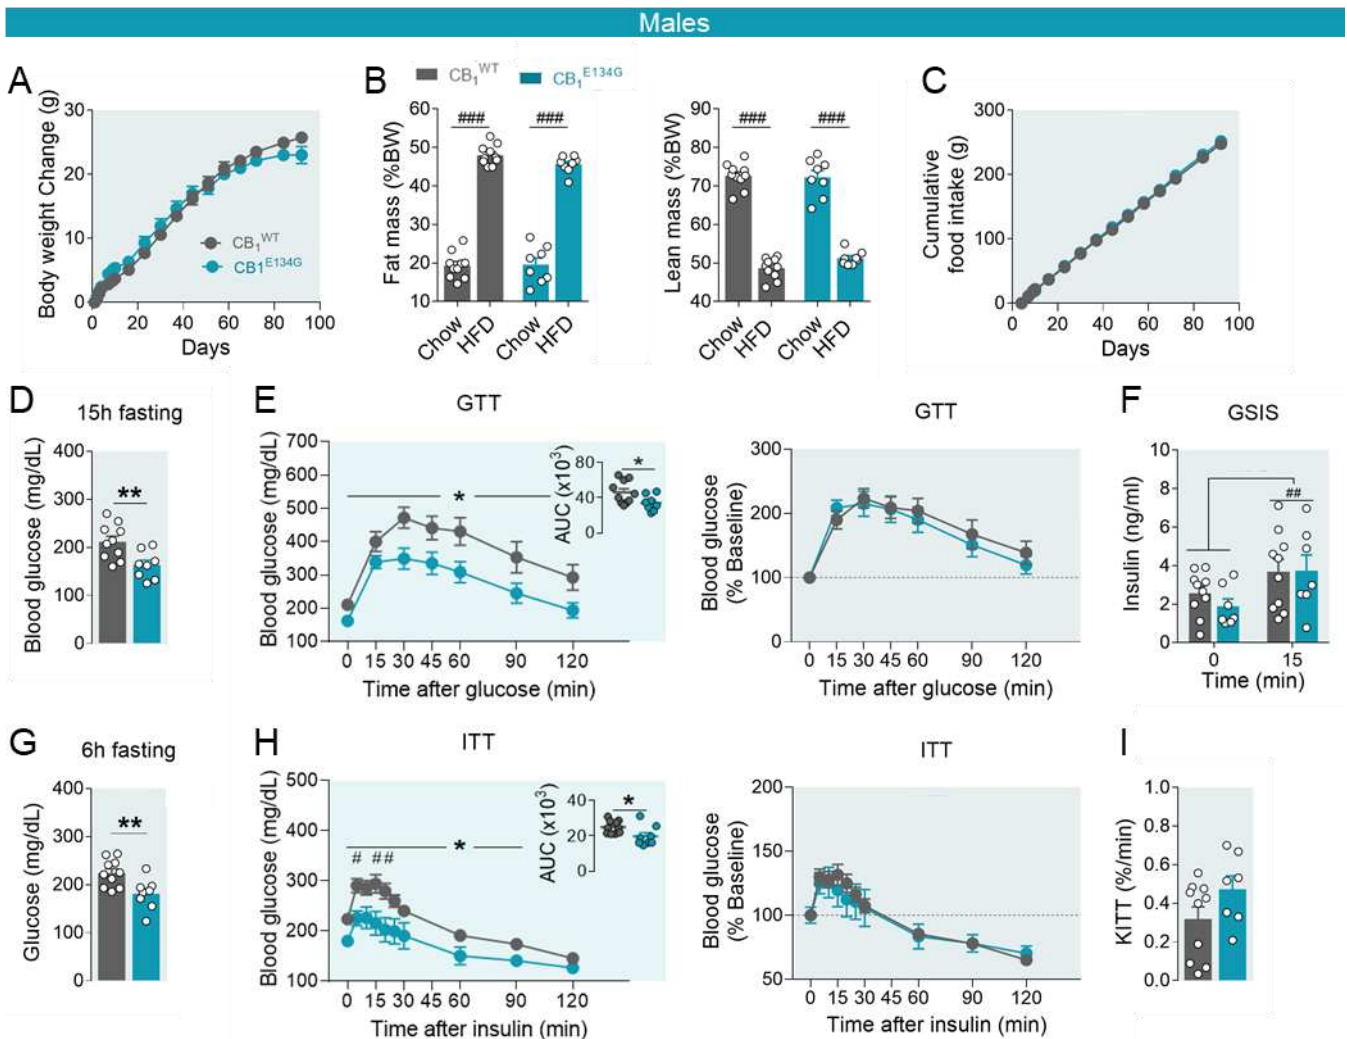 Males
A
Body weight Change (g)
30
20
10
0
CB₁ᵂᵀ
CB1ᴱ¹³⁴ᴳ
0 20 40 60 80 100
Days
B
CB₁ᵂᵀ CB₁ᴱ¹³⁴ᴳ
Fat mass (%BW)
60
50
40
30
20
10
### ###
Chow HFD Chow HFD
Lean mass (%BW)
90
80
70
60
50
40
### ###
Chow HFD Chow HFD
C
Cumulative
food intake (g)
300
200
100
0
0 20 40 60 80 100
Days
D
15h fasting
Blood glucose (mg/dL)
400
300
200
100
0
**
E
GTT
Blood glucose (mg/dL)
700
600
500
400
300
200
100
*
AUC (x10³)
80
40
0
*
0 15 30 45 60 90 120
Time after glucose (min)
GTT
Blood glucose
(% Baseline)
300
200
100
0
0 15 30 45 60 90 120
Time after glucose (min)
F
GSIS
Insulin (ng/ml)
10
8
6
4
2
0
##
0 15
Time (min)
G
6h fasting
Glucose (mg/dL)
400
300
200
100
0
**
H
ITT
Blood glucose (mg/dL)
500
400
300
200
100
*
# ##
AUC (x10³)
40
20
0
*
0 15 30 45 60 90 120
Time after insulin (min)
ITT
Blood glucose
(% Baseline)
200
150
100
50
0 15 30 45 60 90 120
Time after insulin (min)
I
KITT (%/min)
1.0
0.8
0.6
0.4
0.2
0.0